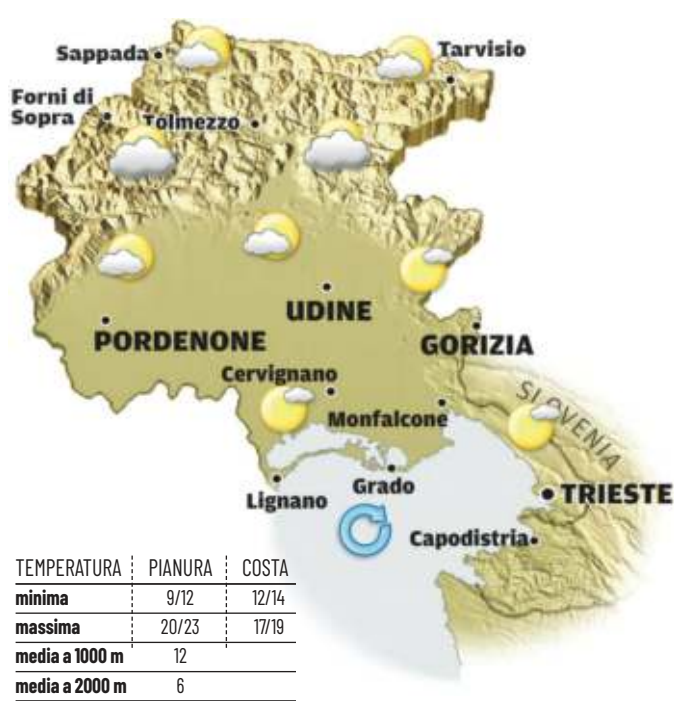 Sappada
Tarvisio
Forni di
Sopra
Tolmezzo
UDINE
PORDENONE
GORIZIA
Cervignano
SLOVENIA
Monfalcone
Lignano
Grado
TRIESTE
Capodistria
TEMPERATURA PIANURA COSTA
minima 9/12 12/14
massima 20/23 17/19
media a 1000 m 12
media a 2000 m 6